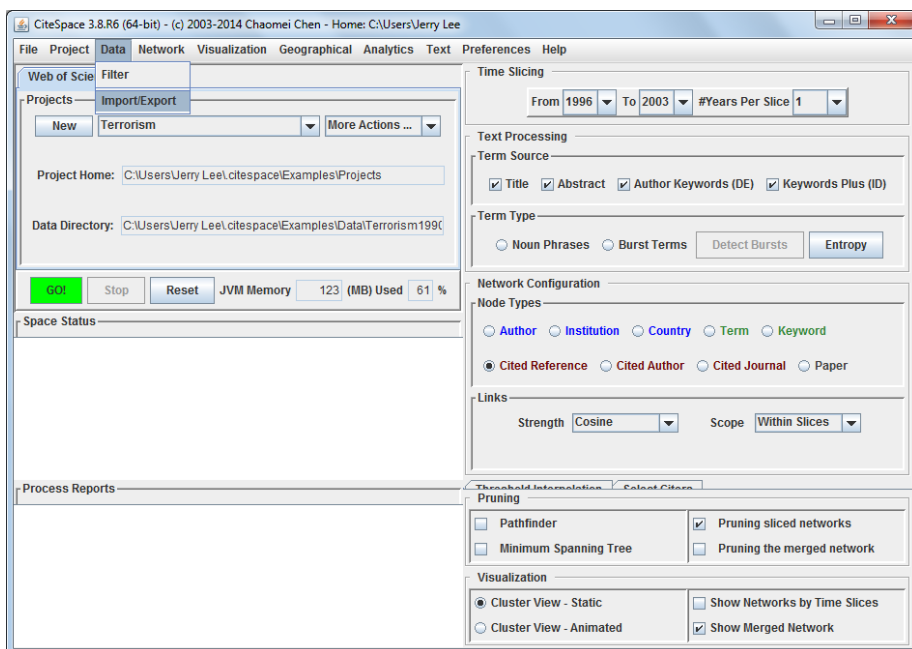 CiteSpace 3.8.R6 (64-bit) - (c) 2003-2014 Chaomei Chen - Home: C:\Users\Jerry Lee
File Project Data Network Visualization Geographical Analytics Text Preferences Help
Web of Scie
Filter
Import/Export
Projects
New Terrorism More Actions ...
Project Home: C:\Users\Jerry Lee\.citespace\Examples\Projects
Data Directory: C:\Users\Jerry Lee\.citespace\Examples\Data\Terrorism1990
GO! Stop Reset JVM Memory 123 (MB) Used 61 %
Space Status
Process Reports
Time Slicing
From 1996 To 2003 #Years Per Slice 1
Text Processing
Term Source
Title Abstract Author Keywords (DE) Keywords Plus (ID)
Term Type
Noun Phrases Burst Terms Detect Bursts Entropy
Network Configuration
Node Types
Author Institution Country Term Keyword
Cited Reference Cited Author Cited Journal Paper
Links
Strength Cosine Scope Within Slices
Threshold Interpolation Select Citers
Pruning
Pathfinder Pruning sliced networks
Minimum Spanning Tree Pruning the merged network
Visualization
Cluster View - Static Show Networks by Time Slices
Cluster View - Animated Show Merged Network